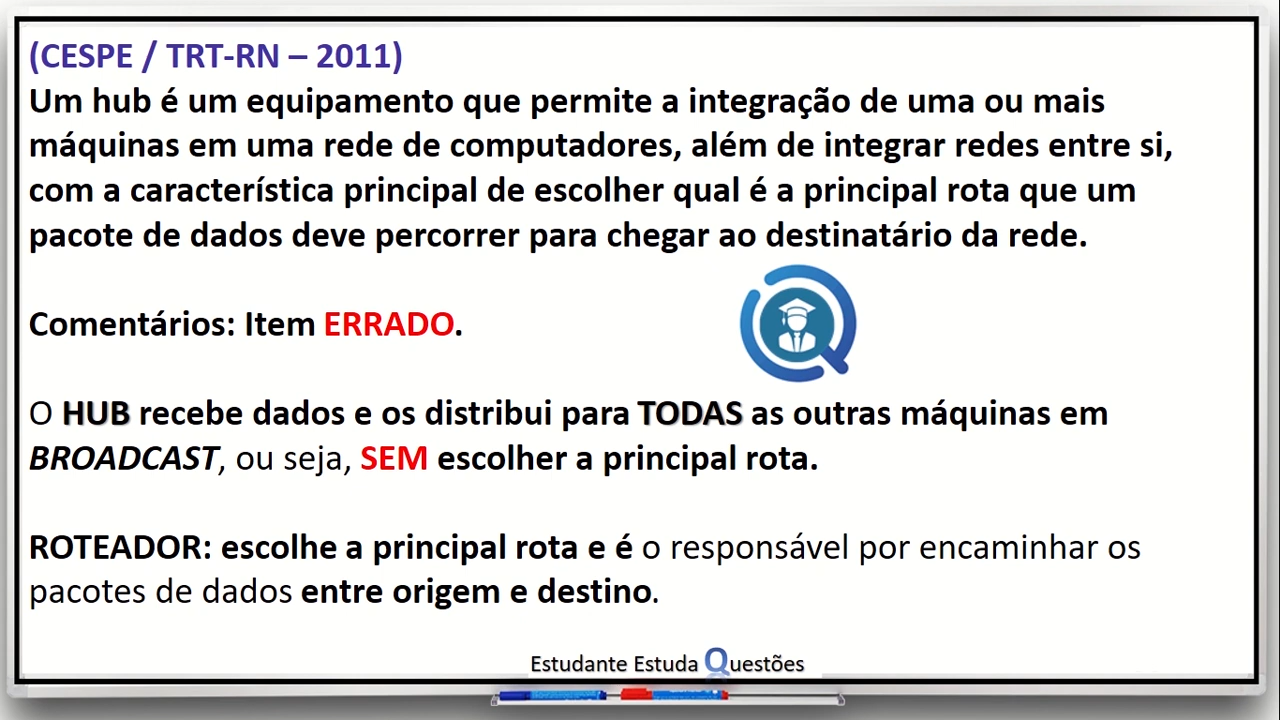 (CESPE / TRT-RN – 2011)
Um hub é um equipamento que permite a integração de uma ou mais
máquinas em uma rede de computadores, além de integrar redes entre si,
com a característica principal de escolher qual é a principal rota que um
pacote de dados deve percorrer para chegar ao destinatário da rede.
Comentários: Item ERRADO.
O HUB recebe dados e os distribui para TODAS as outras máquinas em
BROADCAST, ou seja, SEM escolher a principal rota.
ROTEADOR: escolhe a principal rota e é o responsável por encaminhar os
pacotes de dados entre origem e destino.
Estudante Estuda Questões